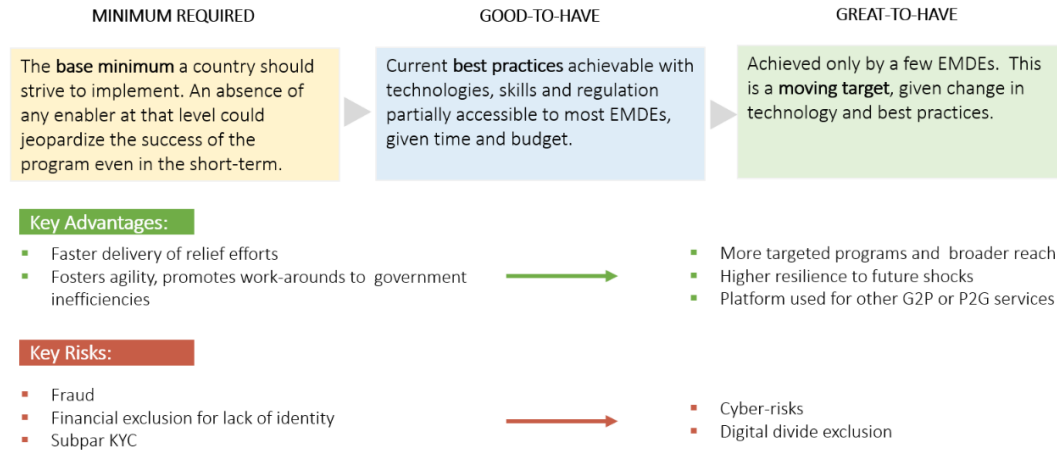 MINIMUM REQUIRED
GOOD-TO-HAVE
GREAT-TO-HAVE
The base minimum a country should
strive to implement. An absence of
any enabler at that level could
jeopardize the success of the
program even in the short-term.
Current best practices achievable with
technologies, skills and regulation
partially accessible to most EMDEs,
given time and budget.
Achieved only by a few EMDEs. This
is a moving target, given change in
technology and best practices.
Key Advantages:
▪ Faster delivery of relief efforts
▪ Fosters agility, promotes work-arounds to government
inefficiencies
▪ More targeted programs and broader reach
▪ Higher resilience to future shocks
▪ Platform used for other G2P or P2G services
Key Risks:
▪ Fraud
▪ Financial exclusion for lack of identity
▪ Subpar KYC
▪ Cyber-risks
▪ Digital divide exclusion